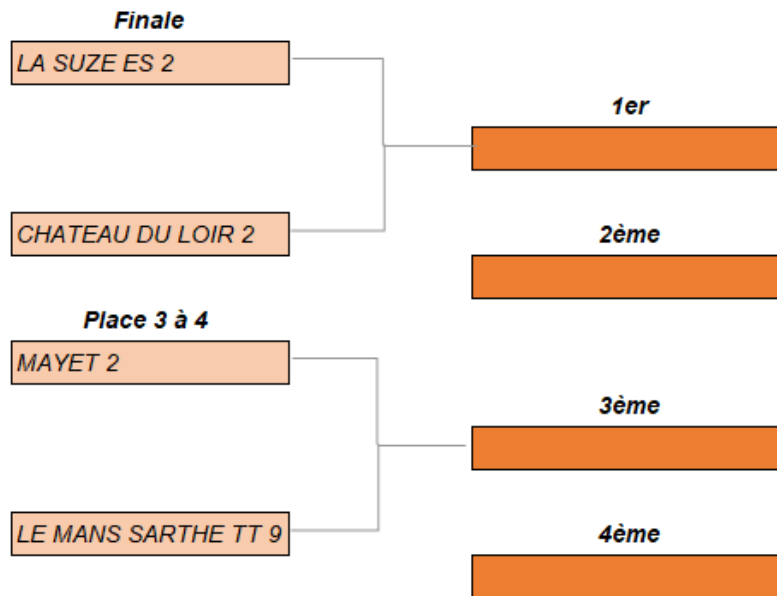 Finale
LA SUZE ES 2
1er
CHATEAU DU LOIR 2
2ème
Place 3 à 4
MAYET 2
3ème
LE MANS SARTHE TT 9
4ème